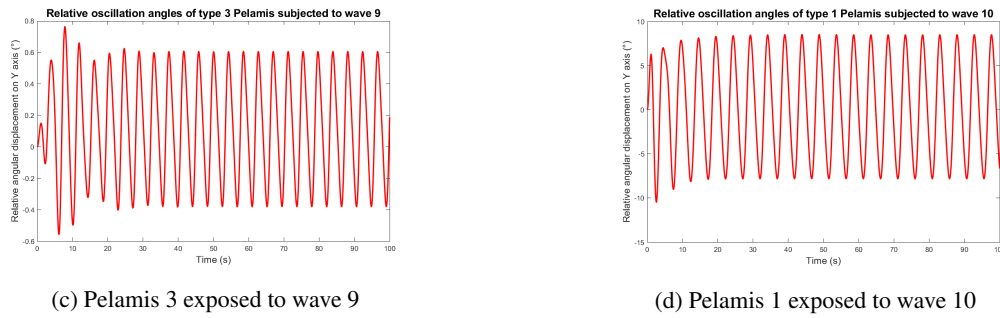 Relative oscillation angles of type 3 Pelamis subjected to wave 9
Relative angular displacement on Y axis (°)
0.8
0.6
0.4
0.2
0
-0.2
-0.4
-0.6
0 10 20 30 40 50 60 70 80 90 100
Time (s)
(c) Pelamis 3 exposed to wave 9
Relative oscillation angles of type 1 Pelamis subjected to wave 10
Relative angular displacement on Y axis (°)
10
5
0
-5
-10
-15
0 10 20 30 40 50 60 70 80 90 100
Time (s)
(d) Pelamis 1 exposed to wave 10